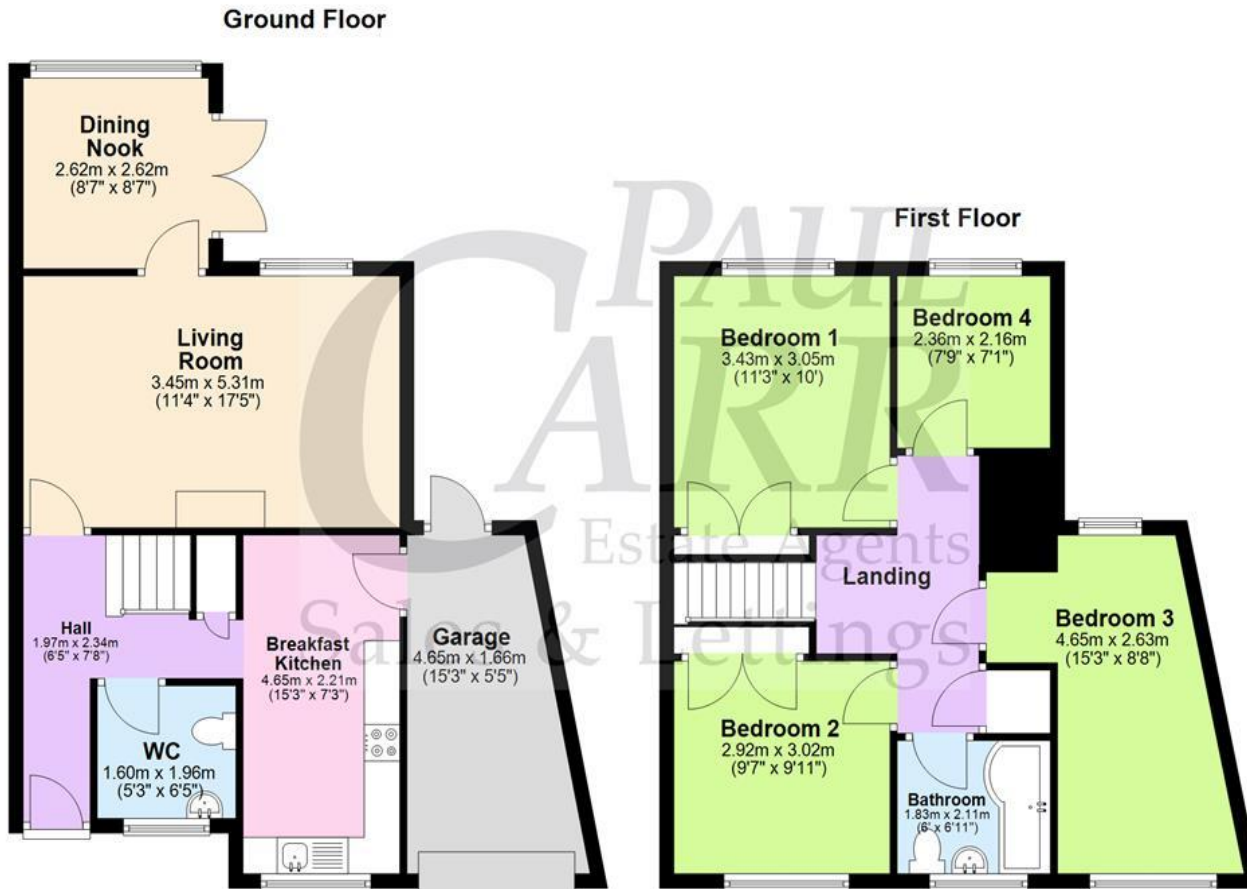 Ground Floor
Dining
Nook
2.62m x 2.62m
(8'7" x 8'7")
Living
Room
3.45m x 5.31m
(11'4" x 17'5")
Hall
1.97m x 2.34m
(6'5" x 7'8")
WC
1.60m x 1.96m
(5'3" x 6'5")
Breakfast
Kitchen
4.65m x 2.21m
(15'3" x 7'3")
Garage
4.65m x 1.66m
(15'3" x 5'5")
First Floor
Bedroom 1
3.43m x 3.05m
(11'3" x 10')
Bedroom 4
2.36m x 2.16m
(7'9" x 7'1")
Landing
Bedroom 3
4.65m x 2.63m
(15'3" x 8'8")
Bedroom 2
2.92m x 3.02m
(9'7" x 9'11")
Bathroom
1.83m x 2.11m
(6' x 6'11")
PAUL
CARR
Estate Agents
Sales & Lettings